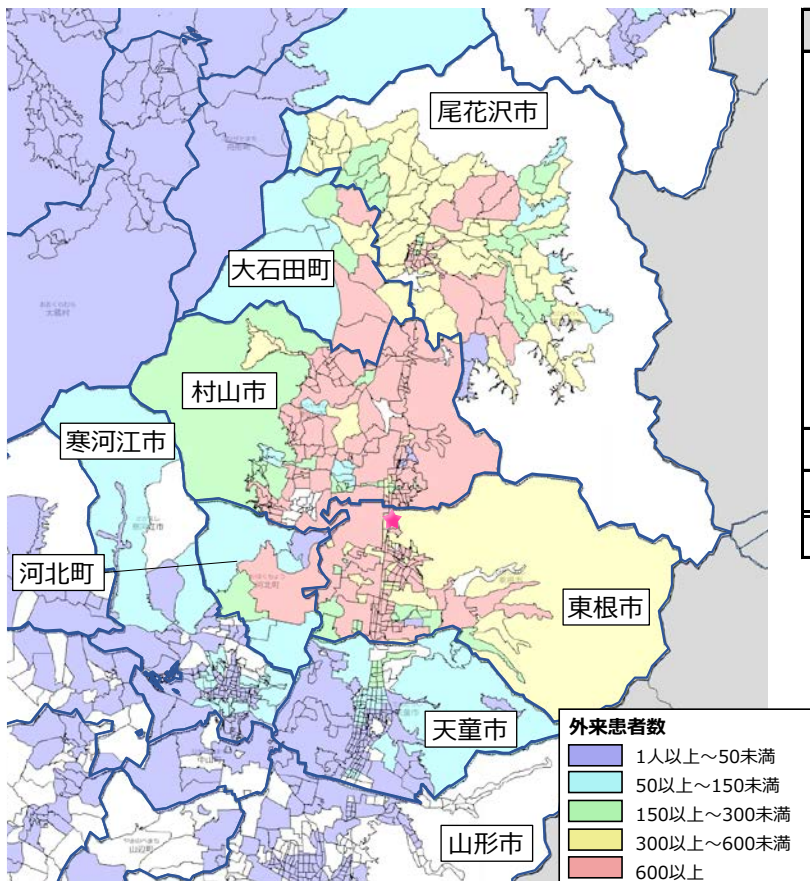 尾花沢市
大石田町
村山市
寒河江市
河北町
東根市
天童市
山形市
外来患者数
1人以上～50未満
50以上～150未満
150以上～300未満
300以上～600未満
600以上